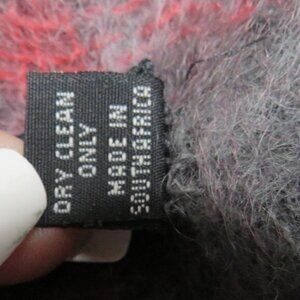 DRY CLEAN
ONLY
MADE IN
SOUTH AFRICA